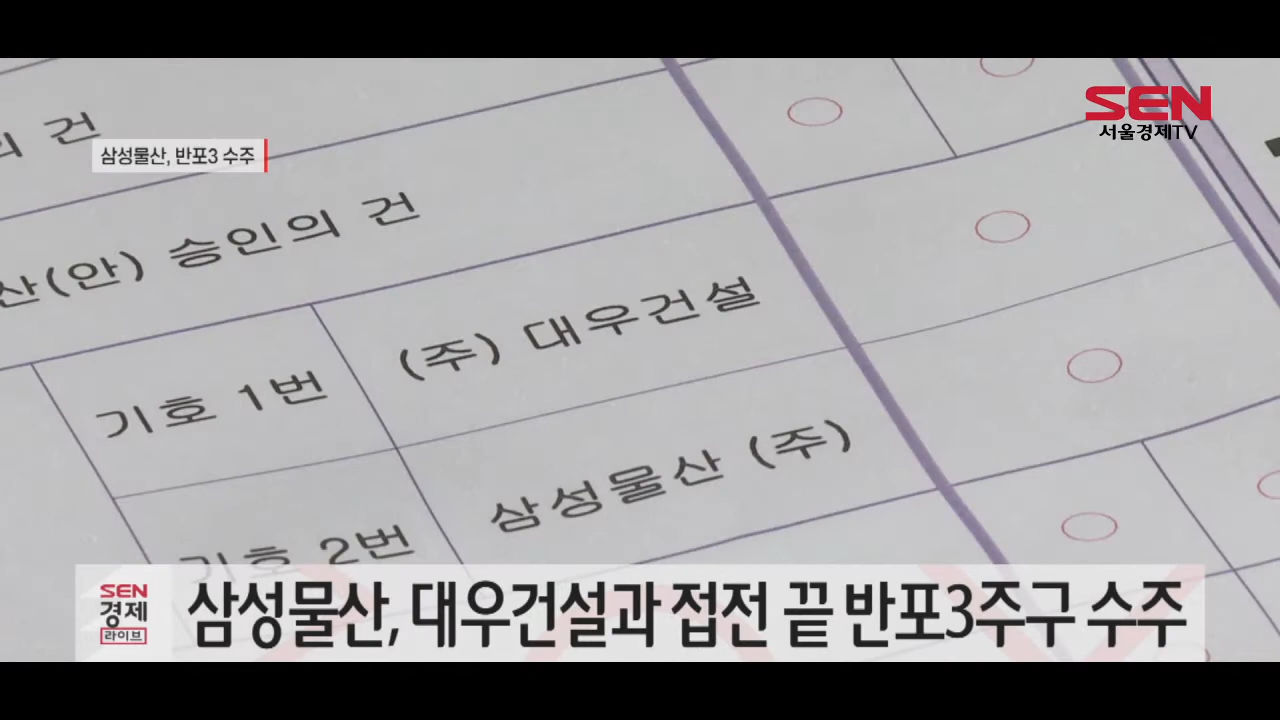 SEN
서울경제TV
삼성물산, 반포3 수주
의 건
산(안) 승인의 건
기호 1번
(주) 대우건설
기호 2번
삼성물산 (주)
SEN
경제
라이브
삼성물산, 대우건설과 접전 끝 반포3주구 수주